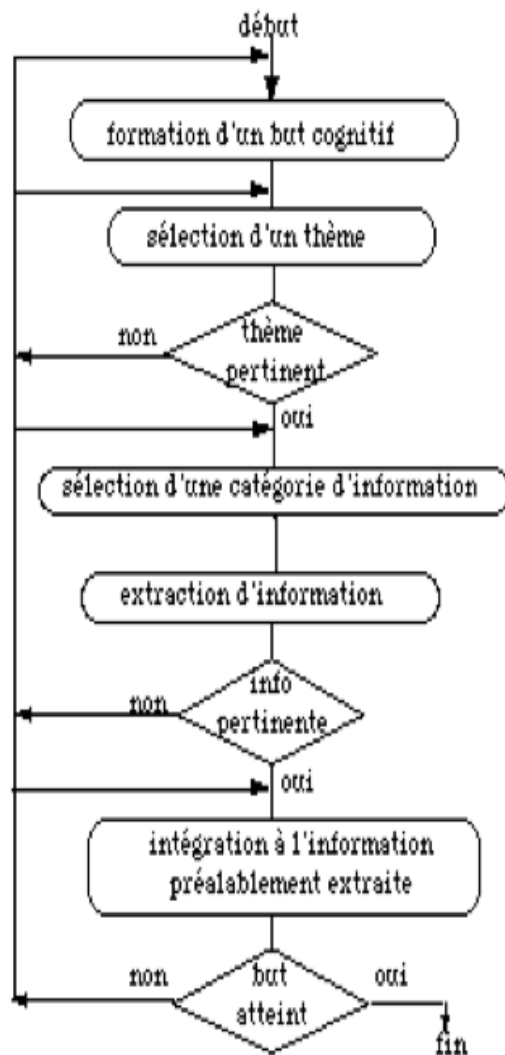 début
formation d'un but cognitif
sélection d'un thème
non
thème
pertinent
oui
sélection d'une catégorie d'information
extraction d'information
info
non
pertinente
oui
intégration à l'information
préalablement extraite
non
but
oui
atteint
fin